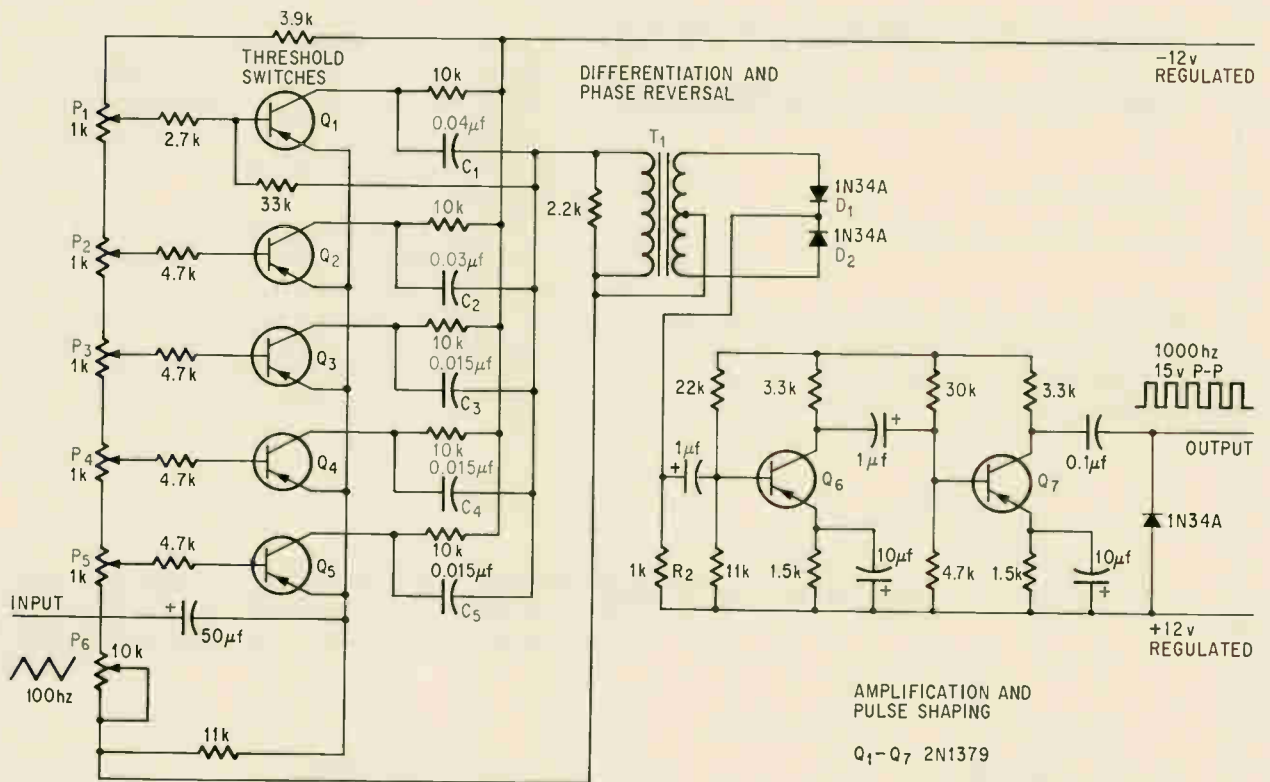 3.9k
THRESHOLD
SWITCHES
DIFFERENTIATION AND
PHASE REVERSAL
-12v
REGULATED
P1
1k
2.7k
Q1
10k
0.04μf
C1
33k
T1
2.2k
1N34A
D1
1N34A
D2
P2
1k
4.7k
Q2
10k
0.03μf
C2
P3
1k
4.7k
Q3
10k
0.015μf
C3
P4
1k
4.7k
Q4
10k
0.015μf
C4
P5
1k
4.7k
Q5
10k
0.015μf
C5
INPUT
+
50μf
P6
10k
100hz
11k
22k
3.3k
30k
3.3k
1000hz
15v P-P
+
1μf
+
1μf
0.1μf
OUTPUT
Q6
Q7
1N34A
1k
R2
11k
1.5k
10μf
+
4.7k
1.5k
10μf
+
+12v
REGULATED
AMPLIFICATION AND
PULSE SHAPING
Q1-Q7 2N1379